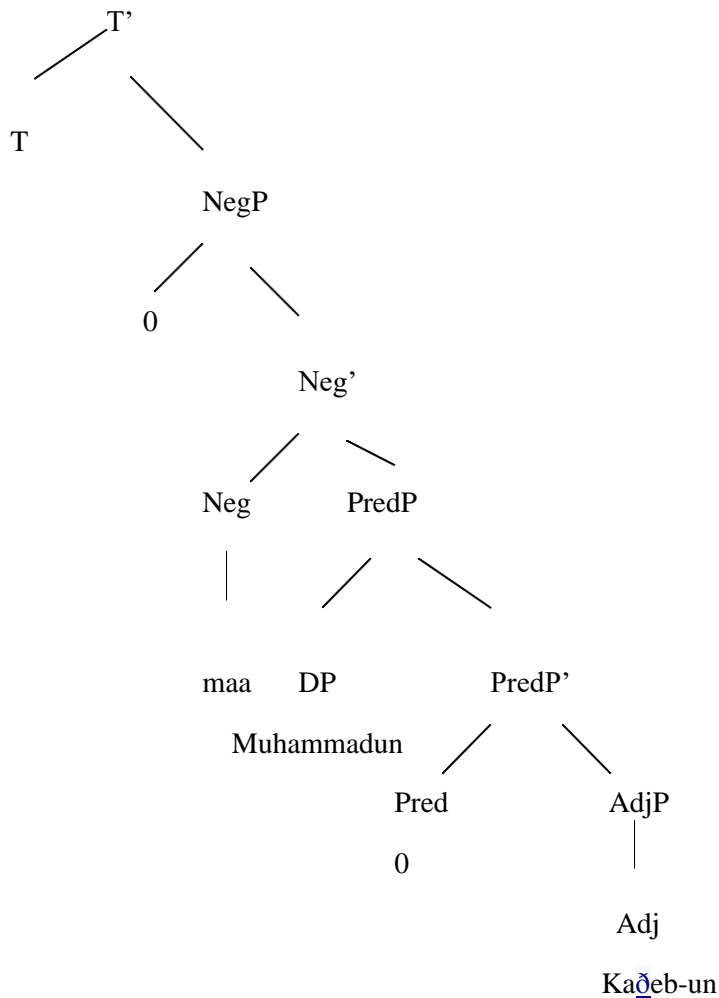 T’
T
NegP
0
Neg’
Neg PredP
maa DP PredP’
Muhammadun
Pred AdjP
0
Adj
Kaðeb-un